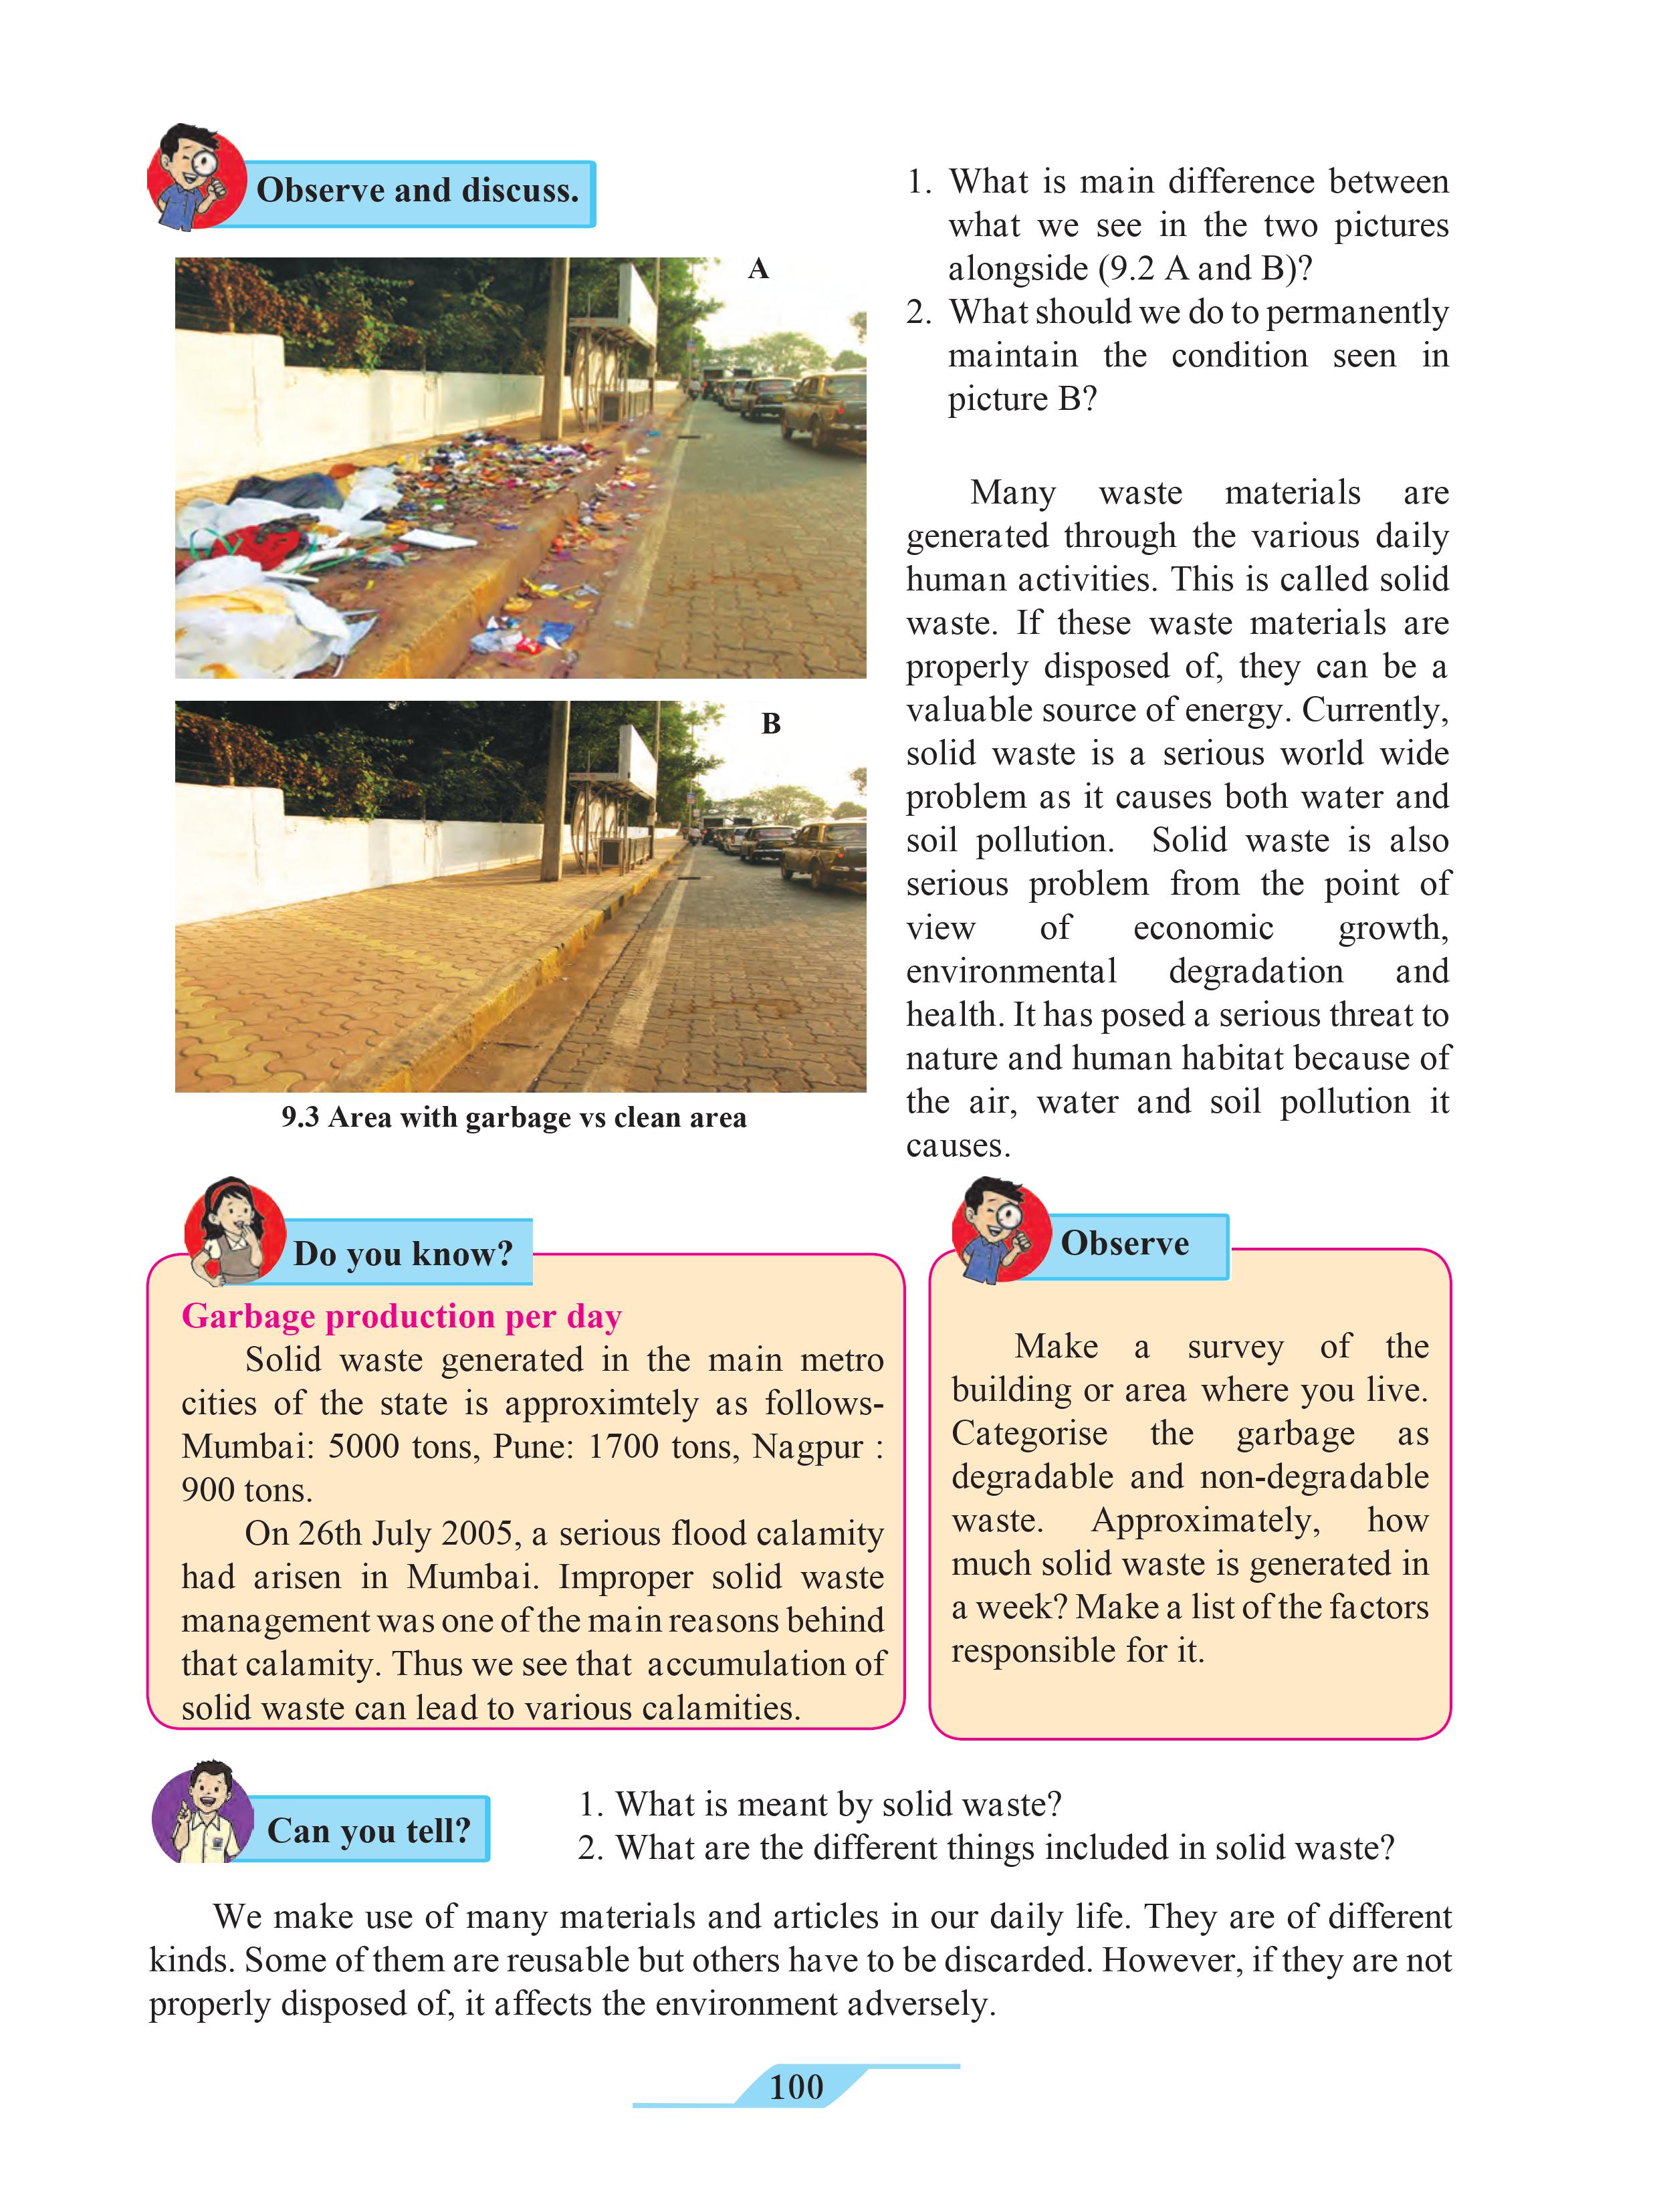 Observe and discuss.
A
B
9.3 Area with garbage vs clean area
1. What is main difference between
what we see in the two pictures
alongside (9.2 A and B)?
2. What should we do to permanently
maintain the condition seen in
picture B?
Many waste materials are
generated through the various daily
human activities. This is called solid
waste. If these waste materials are
properly disposed of, they can be a
valuable source of energy. Currently,
solid waste is a serious world wide
problem as it causes both water and
soil pollution. Solid waste is also
serious problem from the point of
view of economic growth,
environmental degradation and
health. It has posed a serious threat to
nature and human habitat because of
the air, water and soil pollution it
causes.
Do you know?
Garbage production per day
Solid waste generated in the main metro
cities of the state is approximtely as follows-
Mumbai: 5000 tons, Pune: 1700 tons, Nagpur :
900 tons.
On 26th July 2005, a serious flood calamity
had arisen in Mumbai. Improper solid waste
management was one of the main reasons behind
that calamity. Thus we see that accumulation of
solid waste can lead to various calamities.
Observe
Make a survey of the
building or area where you live.
Categorise the garbage as
degradable and non-degradable
waste. Approximately, how
much solid waste is generated in
a week? Make a list of the factors
responsible for it.
Can you tell?
1. What is meant by solid waste?
2. What are the different things included in solid waste?
We make use of many materials and articles in our daily life. They are of different
kinds. Some of them are reusable but others have to be discarded. However, if they are not
properly disposed of, it affects the environment adversely.
100